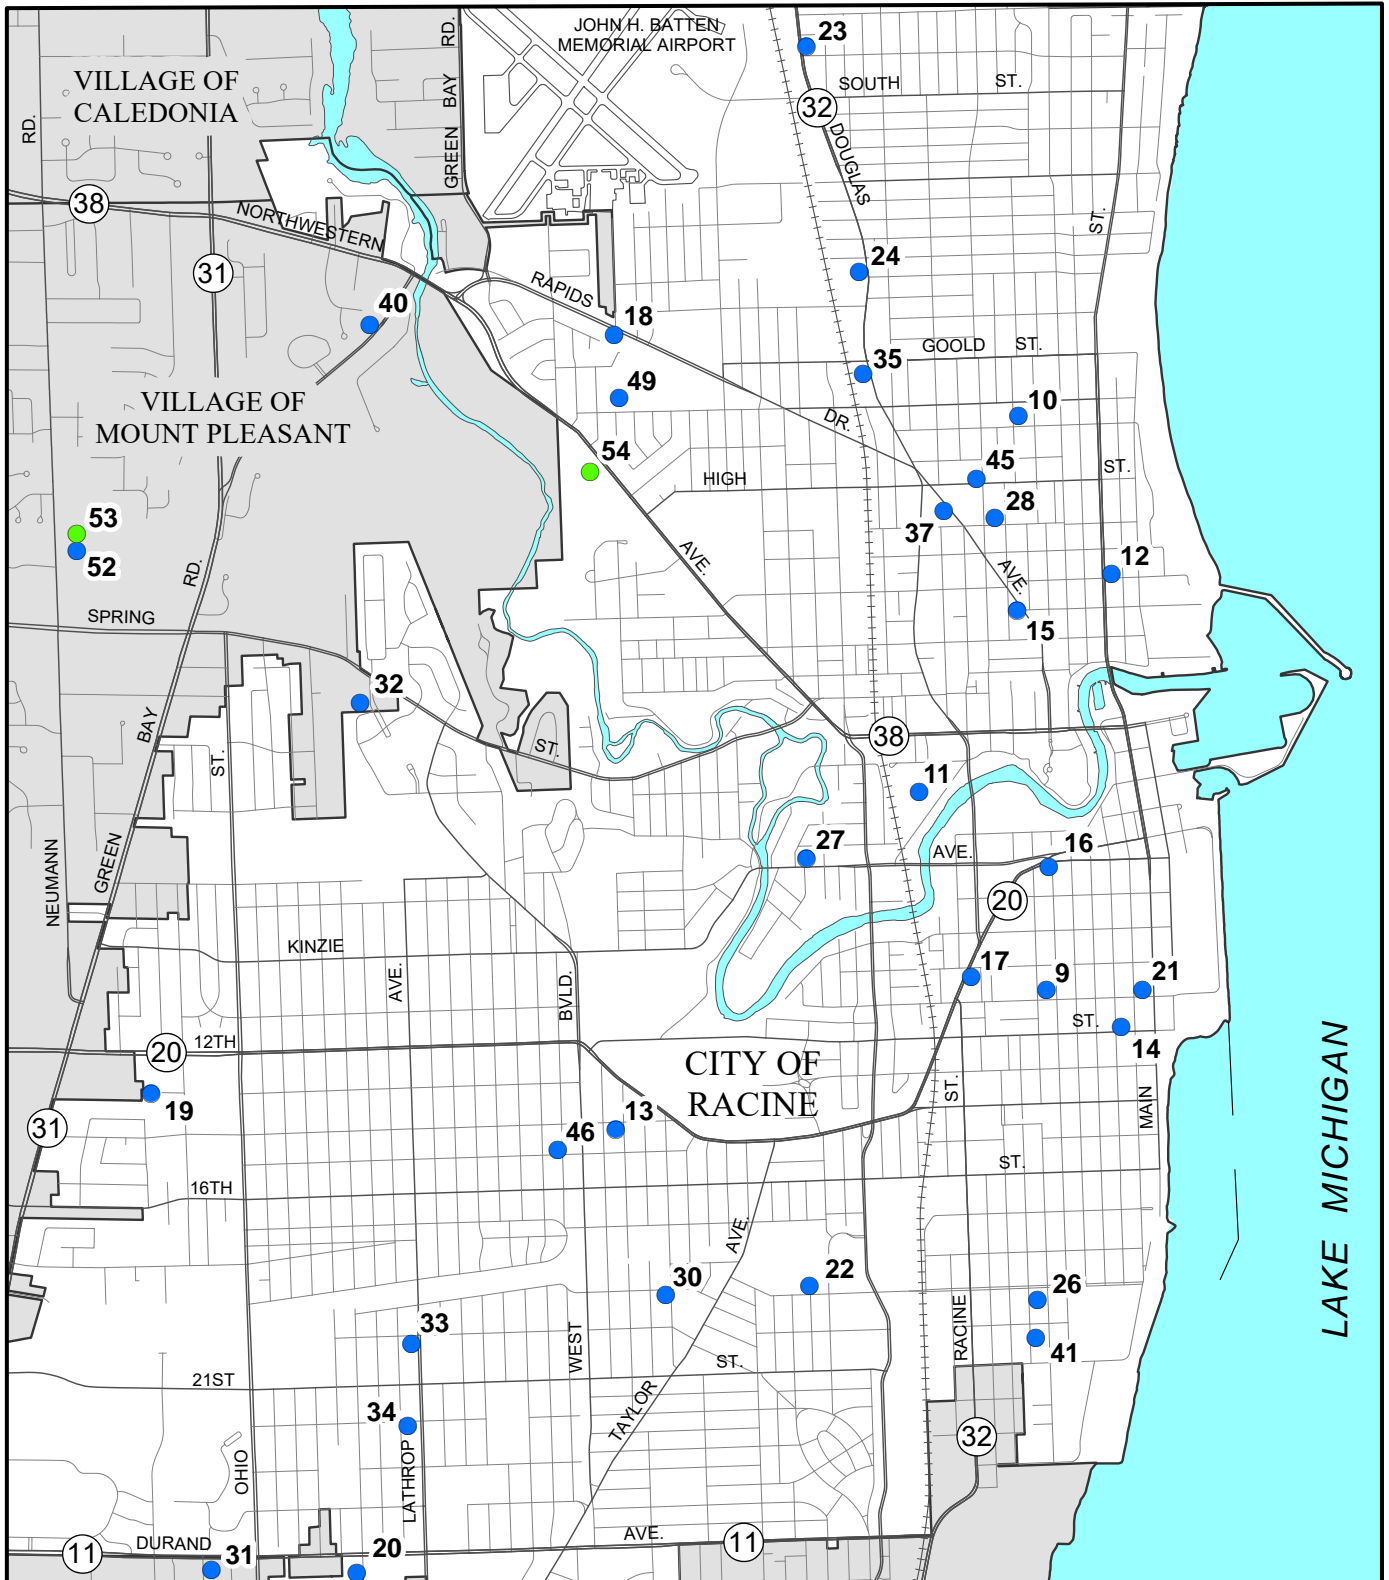 JOHN H. BATTEN
MEMORIAL AIRPORT
23
RD.
GREEN BAY
SOUTH ST.
VILLAGE OF
CALEDONIA
32
RD.
DOUGLAS
38
NORTHWESTERN
ST.
31
24
RAPIDS
40
18
GOOLD ST.
35
49
VILLAGE OF
MOUNT PLEASANT
10
DR.
54
45
ST.
HIGH
28
53
37
52
AVE.
12
RD.
AVE.
SPRING
15
32
BAY
ST.
ST.
38
11
27
AVE.
16
GREEN
NEUMANN
20
KINZIE
AVE.
BVLD.
17
9
21
12TH
20
ST.
14
CITY OF
RACINE
19
ST.
MAIN
31
13
46
LAKE MICHIGAN
ST.
16TH
AVE.
30
22
26
RACINE
33
WEST
41
ST.
21ST
34
TAYLOR
32
OHIO
LATHROP
DURAND
AVE.
11
11
31
20